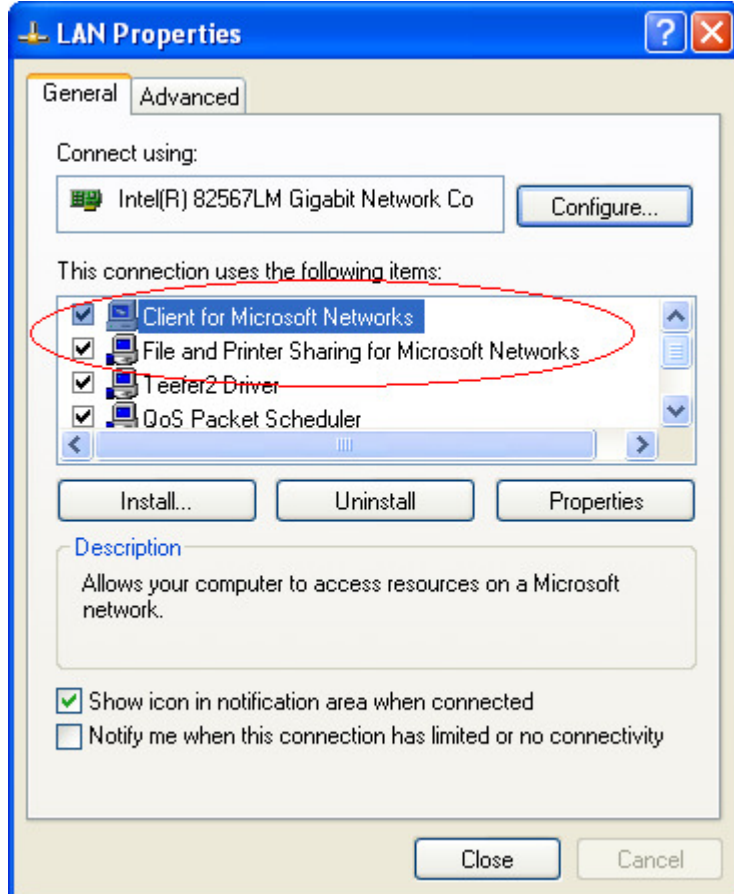 LAN Properties
General
Advanced
Connect using:
Intel(R) 82567LM Gigabit Network Co
Configure...
This connection uses the following items:
Client for Microsoft Networks
File and Printer Sharing for Microsoft Networks
Teefer2 Driver
QoS Packet Scheduler
Install...
Uninstall
Properties
Description
Allows your computer to access resources on a Microsoft
network.
Show icon in notification area when connected
Notify me when this connection has limited or no connectivity
Close
Cancel